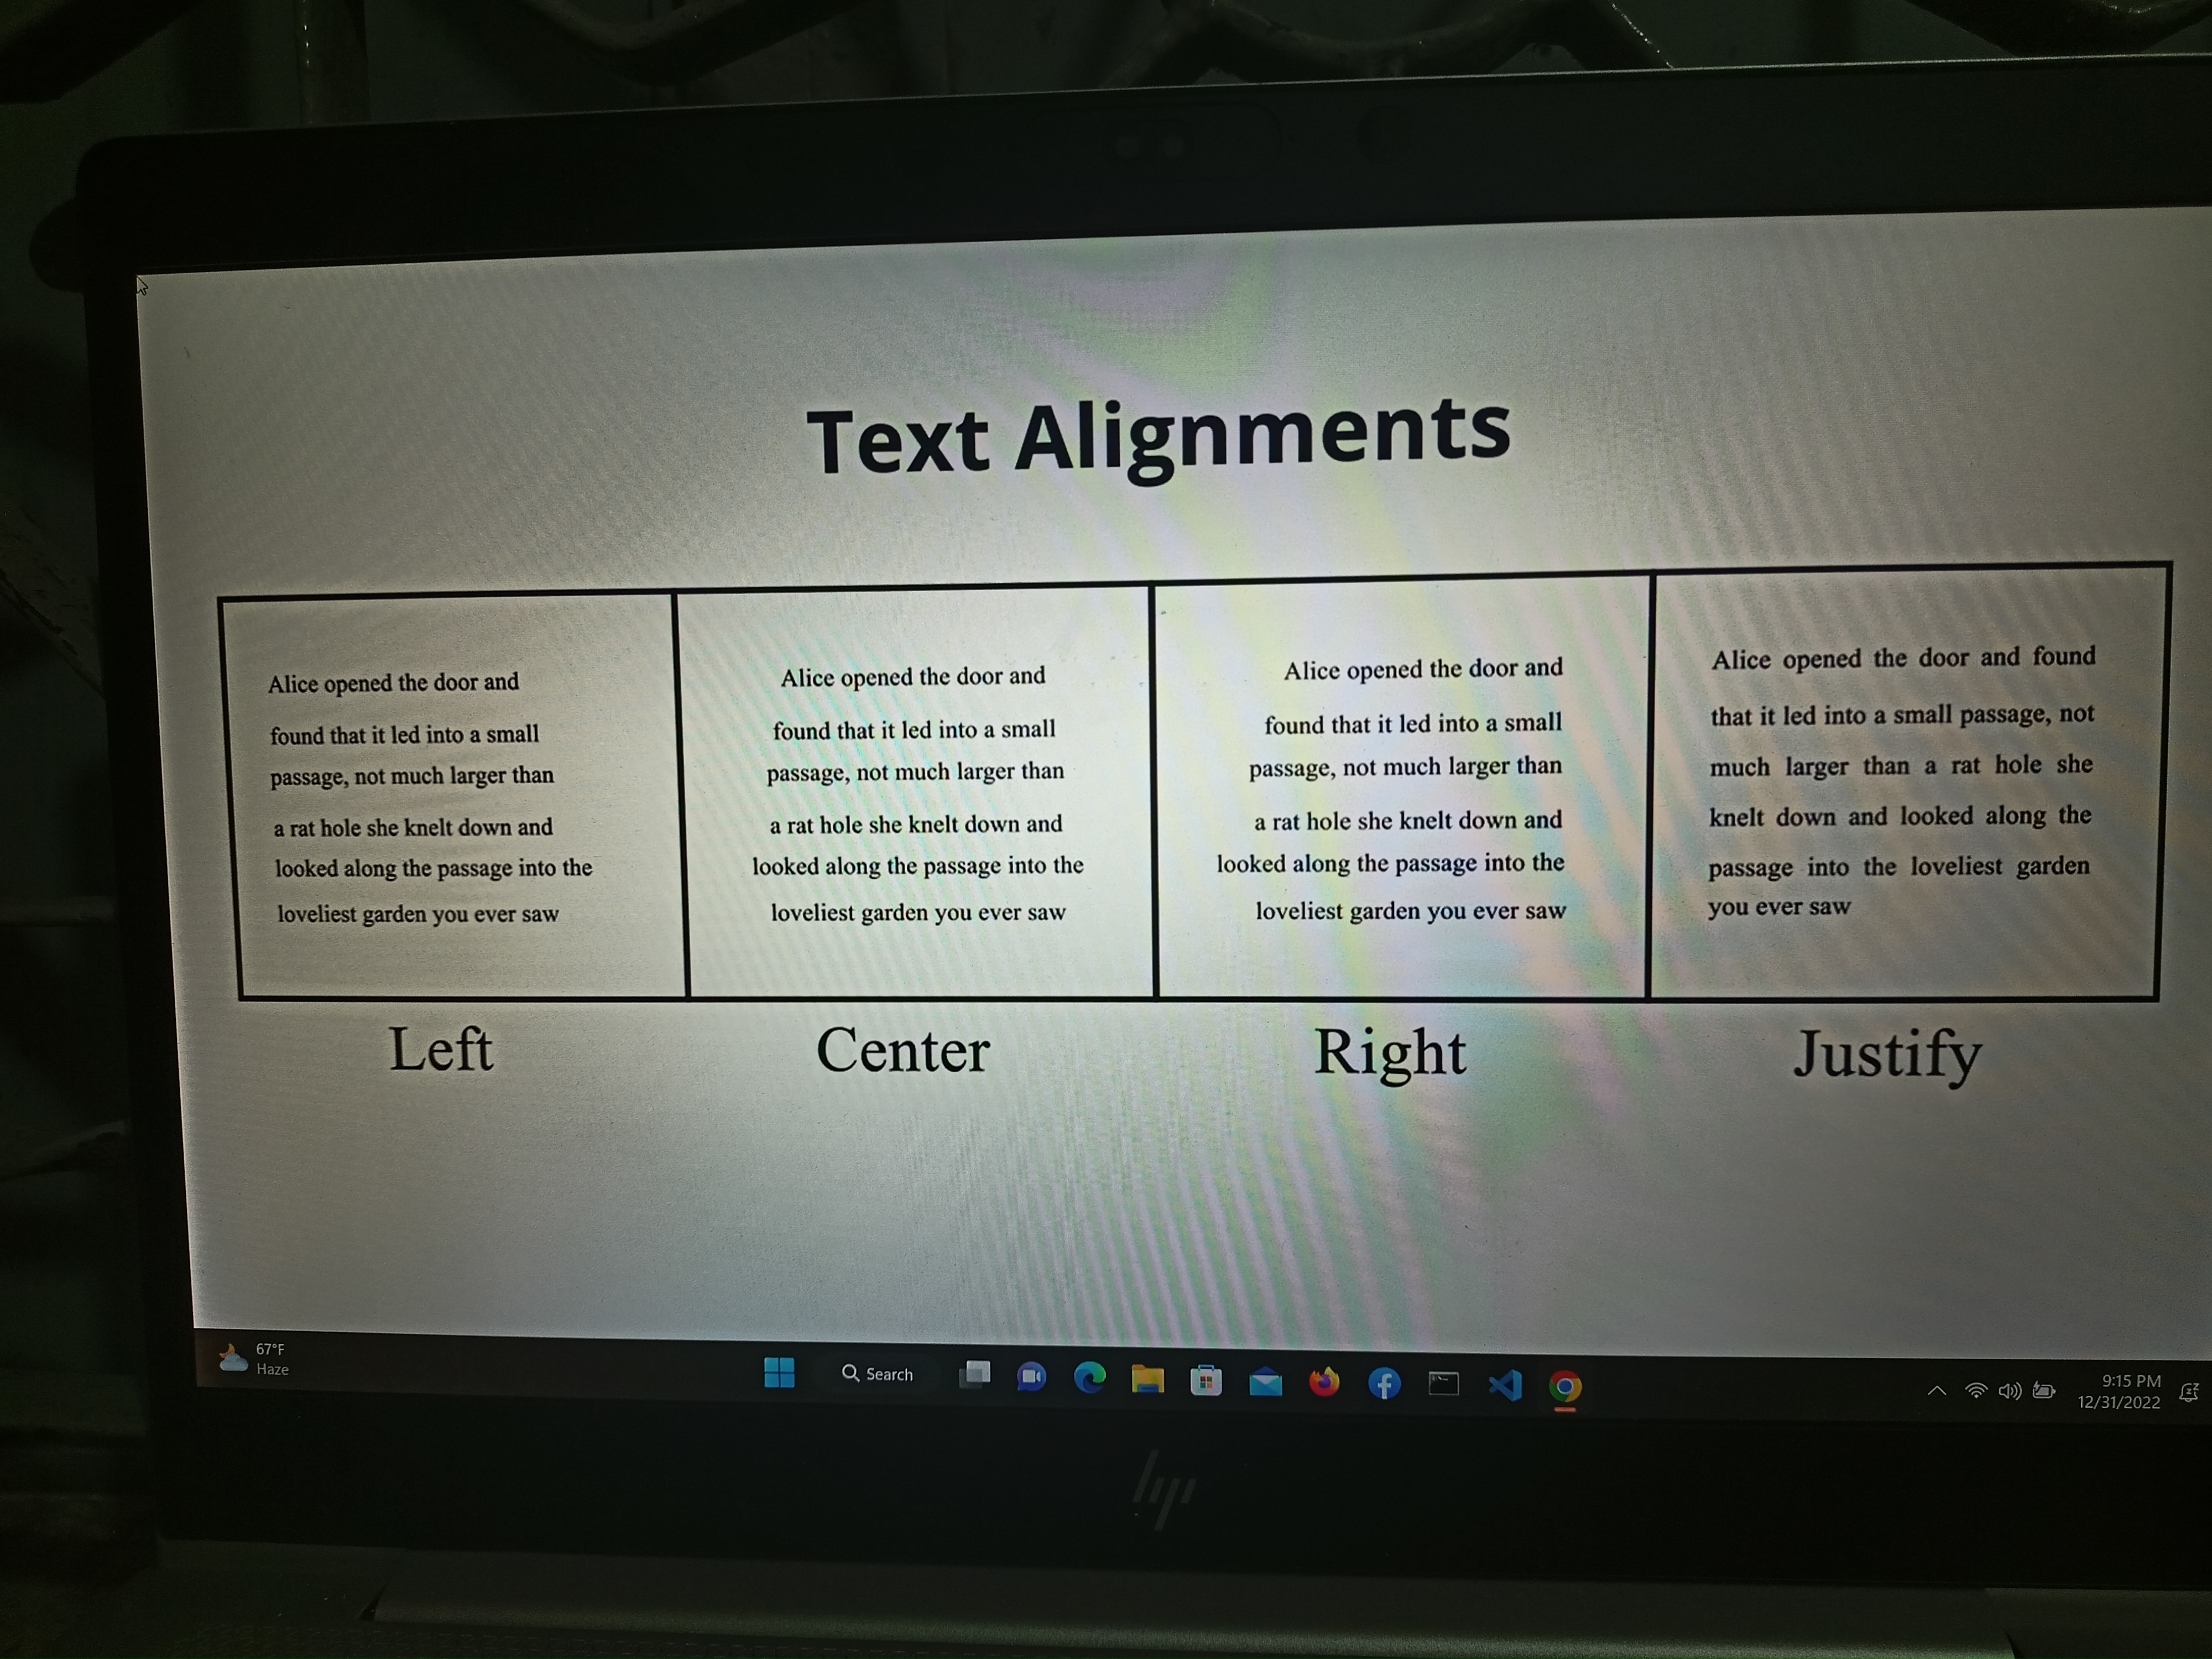 Text Alignments
Alice opened the door and
found that it led into a small
passage, not much larger than
a rat hole she knelt down and
looked along the passage into the
loveliest garden you ever saw
Left
Alice opened the door and
found that it led into a small
passage, not much larger than
a rat hole she knelt down and
looked along the passage into the
loveliest garden you ever saw
Center
Alice opened the door and
found that it led into a small
passage, not much larger than
a rat hole she knelt down and
looked along the passage into the
loveliest garden you ever saw
Right
Alice opened the door and found
that it led into a small passage, not
much larger than a rat hole she
knelt down and looked along the
passage into the loveliest garden
you ever saw
Justify
67°F
Haze
Search
9:15 PM
12/31/2022
hp